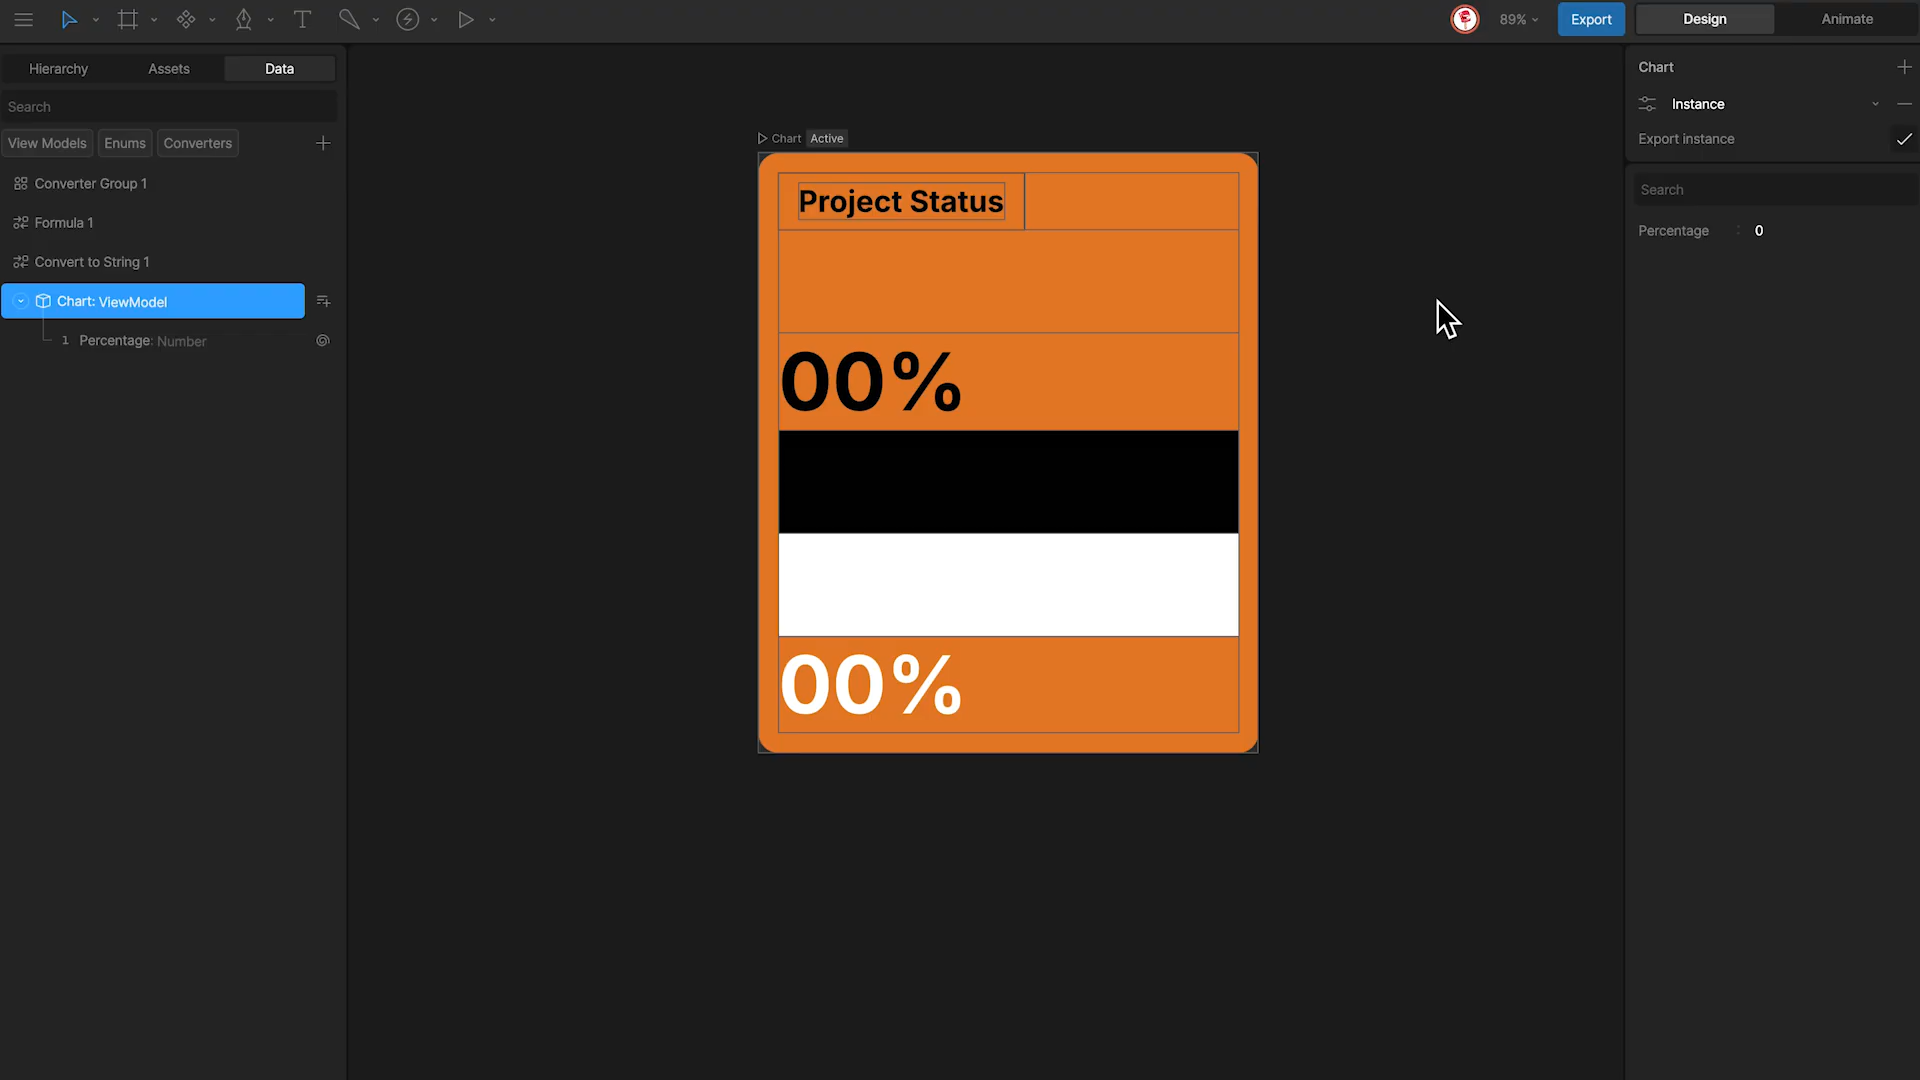 89%
Export
Design
Animate
Hierarchy
Assets
Data
Search
View Models
Enums
Converters
Converter Group 1
Formula 1
Convert to String 1
Chart: ViewModel
1 Percentage: Number
Chart Active
Project Status
00%
00%
Chart
Instance
Export instance
Search
Percentage : 0